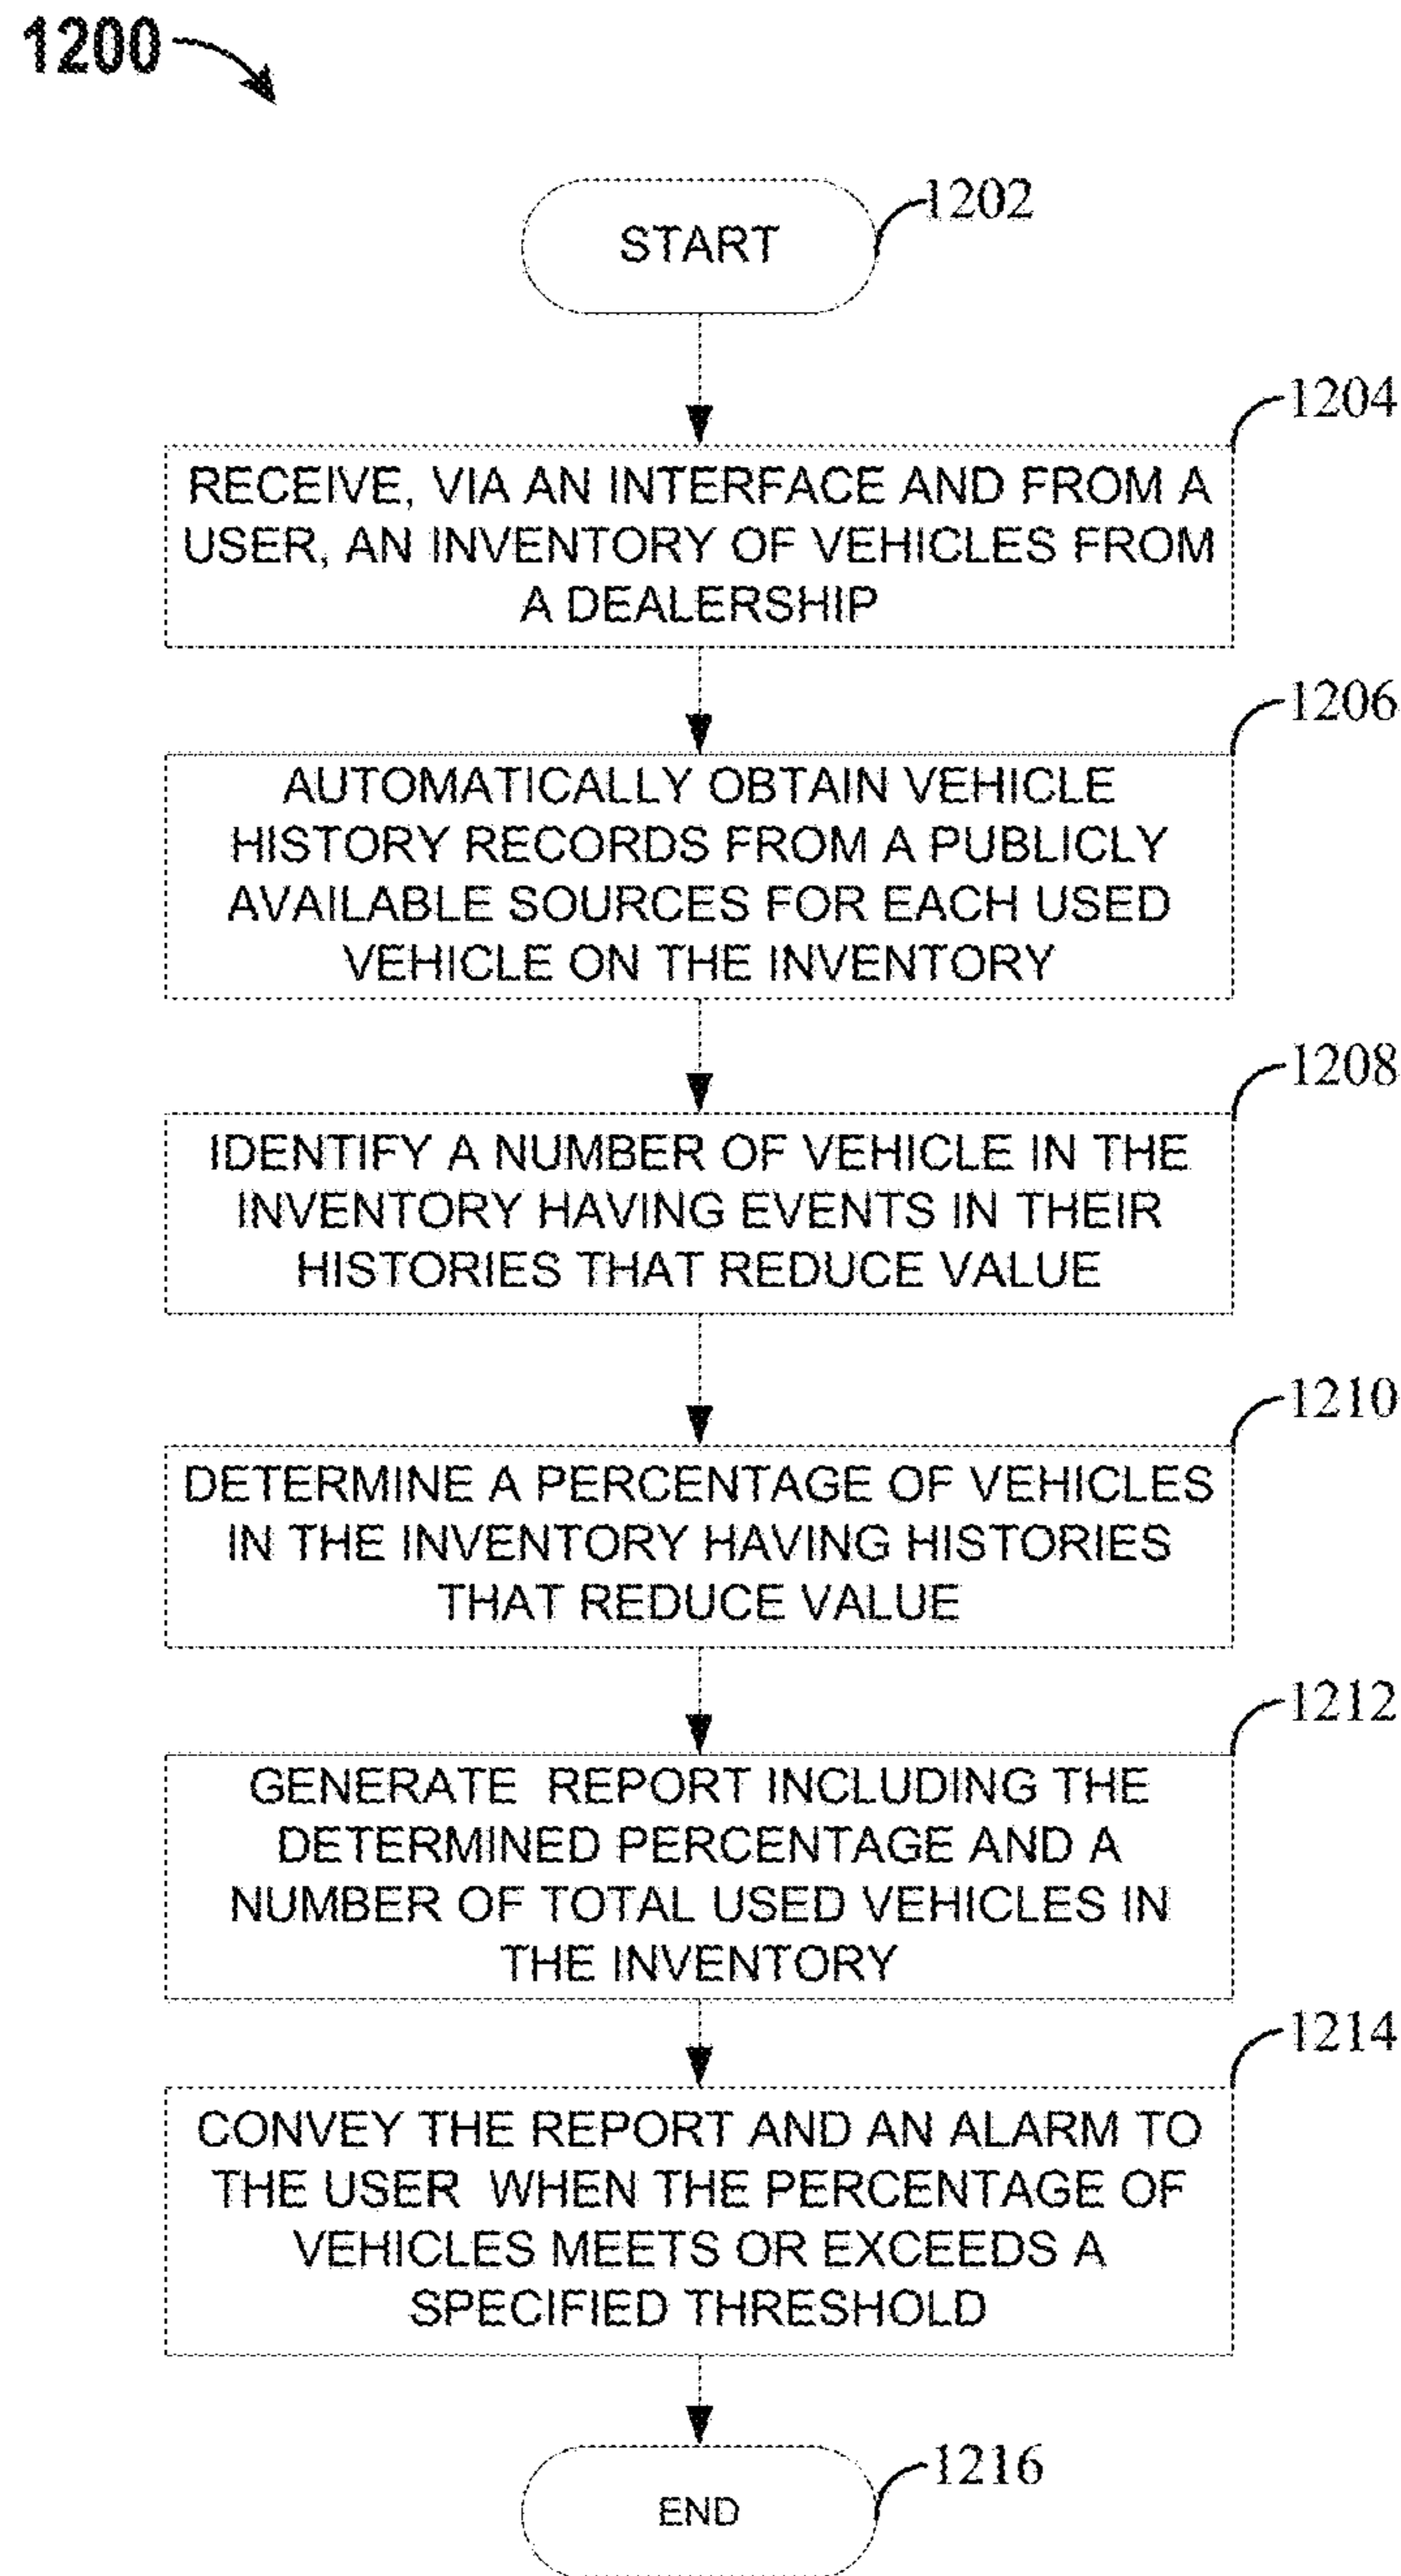 1200
START
1202
1204
RECEIVE, VIA AN INTERFACE AND FROM A
USER, AN INVENTORY OF VEHICLES FROM
A DEALERSHIP
1206
AUTOMATICALLY OBTAIN VEHICLE
HISTORY RECORDS FROM A PUBLICLY
AVAILABLE SOURCES FOR EACH USED
VEHICLE ON THE INVENTORY
1208
IDENTIFY A NUMBER OF VEHICLE IN THE
INVENTORY HAVING EVENTS IN THEIR
HISTORIES THAT REDUCE VALUE
1210
DETERMINE A PERCENTAGE OF VEHICLES
IN THE INVENTORY HAVING HISTORIES
THAT REDUCE VALUE
1212
GENERATE REPORT INCLUDING THE
DETERMINED PERCENTAGE AND A
NUMBER OF TOTAL USED VEHICLES IN
THE INVENTORY
1214
CONVEY THE REPORT AND AN ALARM TO
THE USER WHEN THE PERCENTAGE OF
VEHICLES MEETS OR EXCEEDS A
SPECIFIED THRESHOLD
1216
END